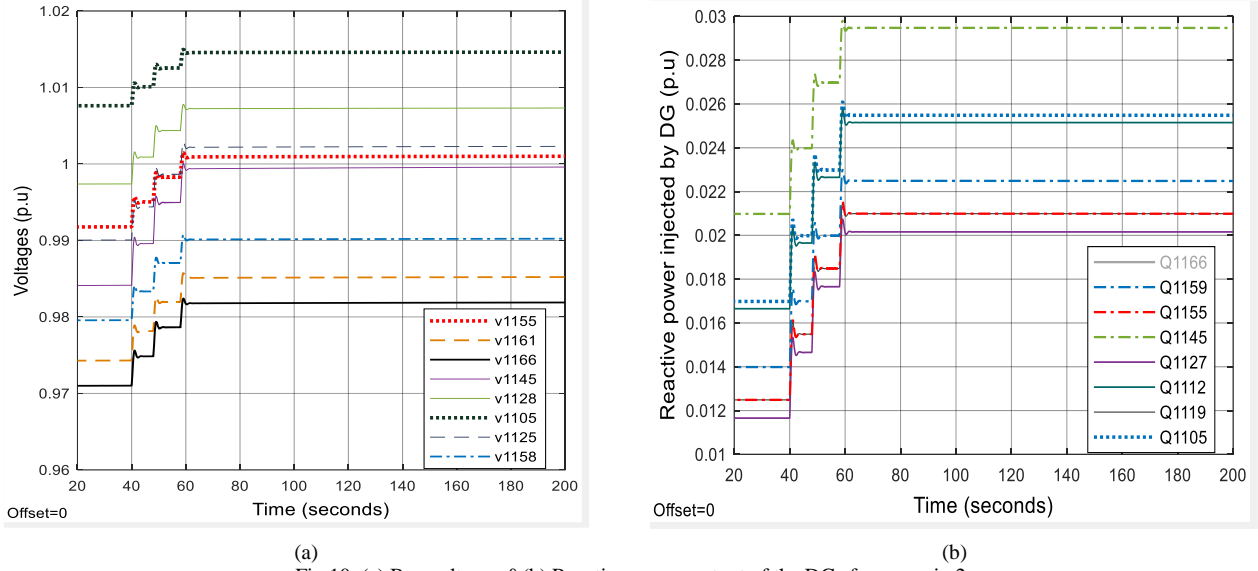 1.02
1.01
1
0.99
0.98
0.97
0.96
Voltages (p.u)
20 40 60 80 100 120 140 160 180 200
Time (seconds)
Offset=0
v1155
v1161
v1166
v1145
v1128
v1105
v1125
v1158
(a)
0.03
0.028
0.026
0.024
0.022
0.02
0.018
0.016
0.014
0.012
0.01
Reactive power injected by DG (p.u)
20 40 60 80 100 120 140 160 180 200
Time (seconds)
Offset=0
Q1166
Q1159
Q1155
Q1145
Q1127
Q1112
Q1119
Q1105
(b)